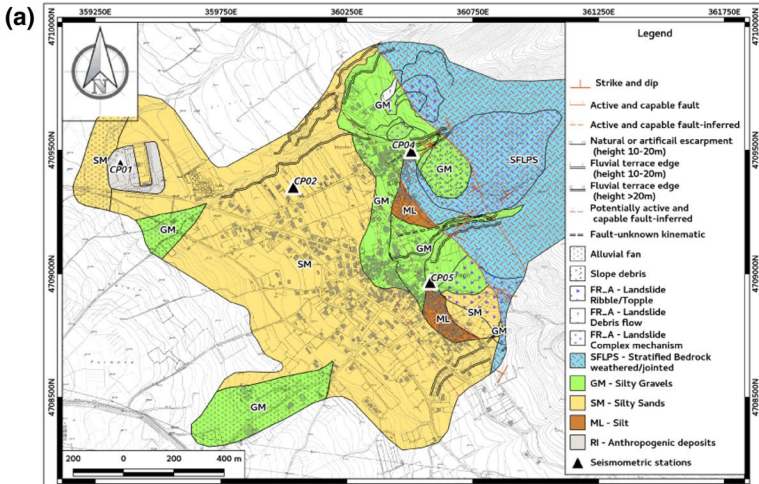 (a)
359250E 359750E 360250E 360750E 361250E 361750E
4710000N 4710000N
4709500N 4709500N
4709000N 4709000N
4708500N 4708500N
N
GM
CP04
SM
CP01
CP02
SFLPS
GM
ML
GM
GM
GM
SM
CP05
ML
SM
GM
GM
200 0 200 400 m
Legend
Strike and dip
Active and capable fault
Active and capable fault-inferred
Natural or artificail escarpment
(height 10-20m)
Fluvial terrace edge
(height 10-20m)
Fluvial terrace edge
(height >20m)
Potentially active and
capable fault-inferred
Fault-unknown kinematic
Alluvial fan
Slope debris
FR_A - Landslide
Ribble/Topple
FR_A - Landslide
Debris flow
FR_A - Landslide
Complex mechanism
SFLPS - Stratified Bedrock
weathered/jointed
GM - Silty Gravels
SM - Silty Sands
ML - Silt
RI - Anthropogenic deposits
Seismometric stations